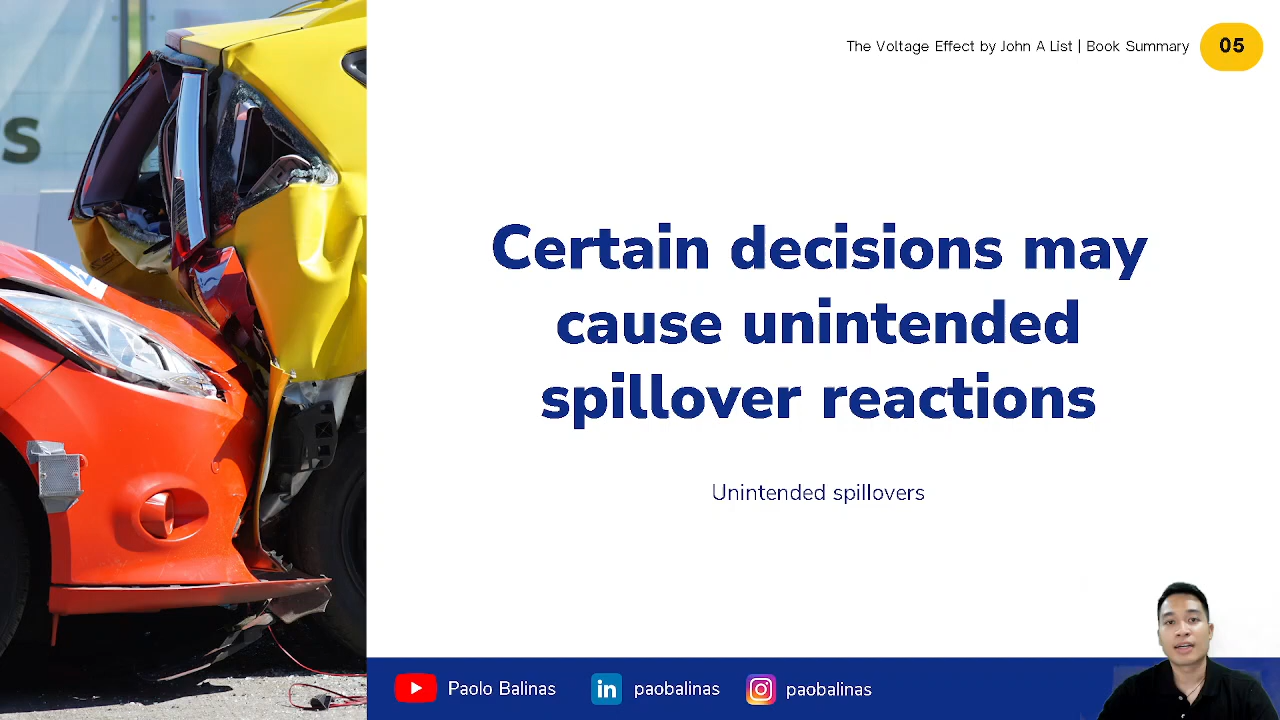 The Voltage Effect by John A List | Book Summary
05
s
Certain decisions may
cause unintended
spillover reactions
Unintended spillovers
Paolo Balinas
in
paobalinas
paobalinas